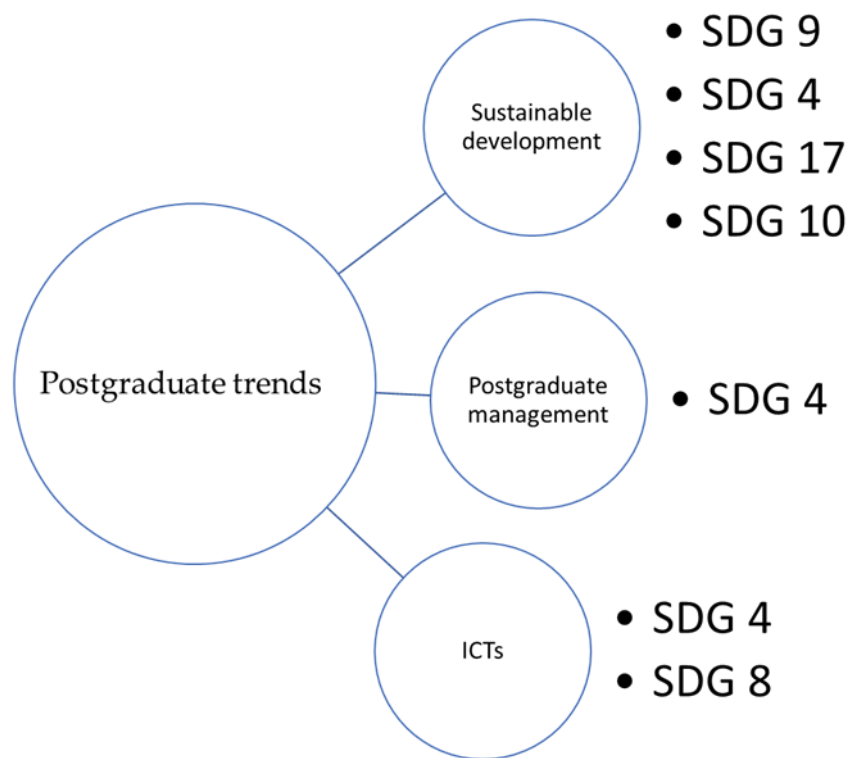 Postgraduate trends
Sustainable
development
• SDG 9
• SDG 4
• SDG 17
• SDG 10
Postgraduate
management
• SDG 4
ICTs
• SDG 4
• SDG 8